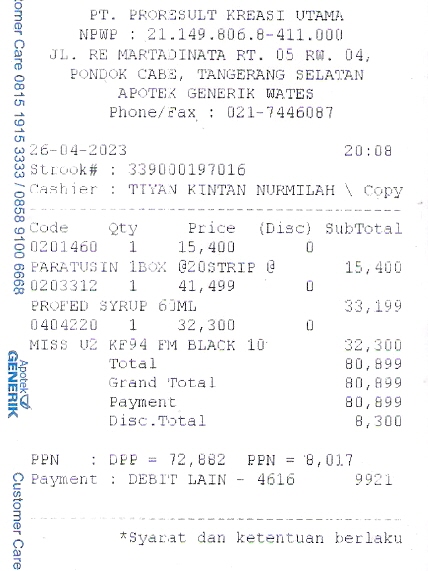 PT. PRORESULT KREASI UTAMA
NPWP : 21.149.806.8-411.000
JL. RE MARTADINATA RT. 05 RW. 04,
PONDOK CABE, TANGERANG SELATAN
APOTEK GENERIK WATES
Phone/Fax : 021-7446087
26-04-2023 20:08
Strook# : 339000197016
Cashier : TIYAN KINTAN NURMILAH \ Copy
Code Qty Price (Disc) SubTotal
0201460 1 15,400 0
PARATUSIN 1BOX @20STRIP @ 15,400
0203312 1 41,499 0
PROFED SYRUP 60ML 33,199
0404220 1 32,300 0
MISS U2 KF94 FM BLACK 10 32,300
Total 80,899
Grand Total 80,899
Payment 80,899
Disc.Total 8,300
PPN : DPP = 72,882 PPN = 8,017
Payment : DEBIT LAIN - 4616 9921
*Syarat dan ketentuan berlaku
tomer Care 0815 1915 3333 / 0858 9100 6668
Apotek
GENERIK
Customer Care